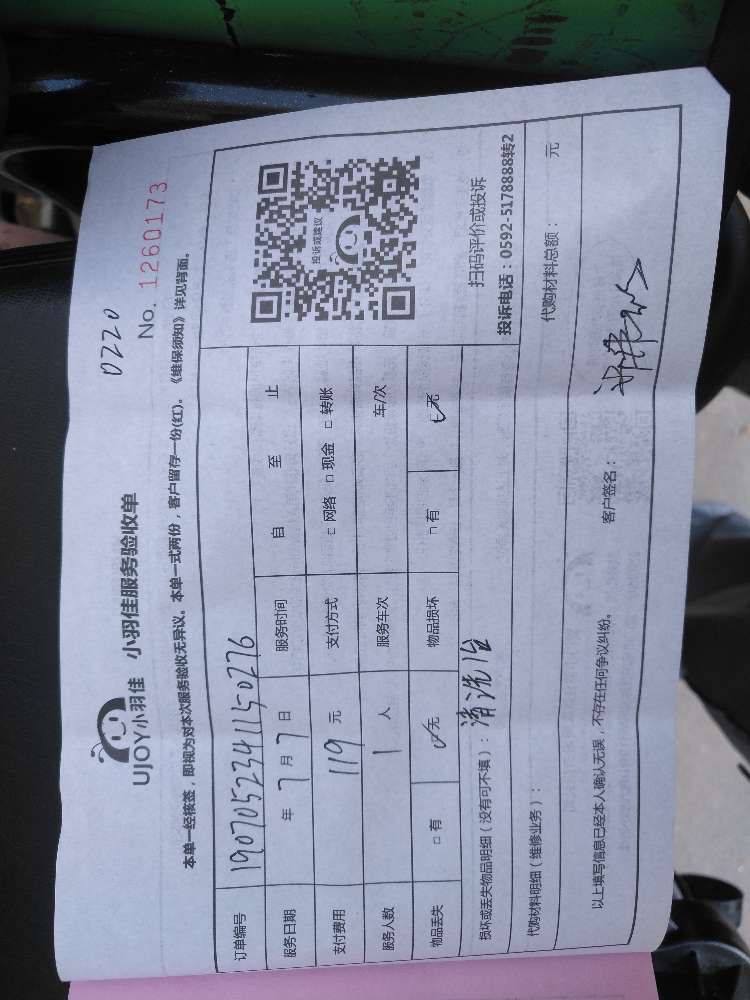 0220
UJOY小羽佳 小羽佳服务验收单 No. 1260173
本单一经核签，即视为对本次服务验收无异议。本单一式两份，客户留存一份(红)。《维保须知》详见背面。
订单编号 1907052341150276
服务日期 年 7 月 7 日 服务时间 自 至 止
支付费用 119 元 支付方式 □ 网络 □ 现金 □ 转账
服务人数 1 人 服务车次 车/次
物品丢失 □ 有 ☑ 无 物品损坏 □ 有 ☑ 无
投诉或建议
扫码评价或投诉
投诉电话：0592-5178888转2
损坏或丢失物品明细（没有可不填）：清洗
代购材料明细（维修业务）： 代购材料总额： 元
以上填写信息已经本人确认无误，不存在任何争议纠纷。 客户签名：